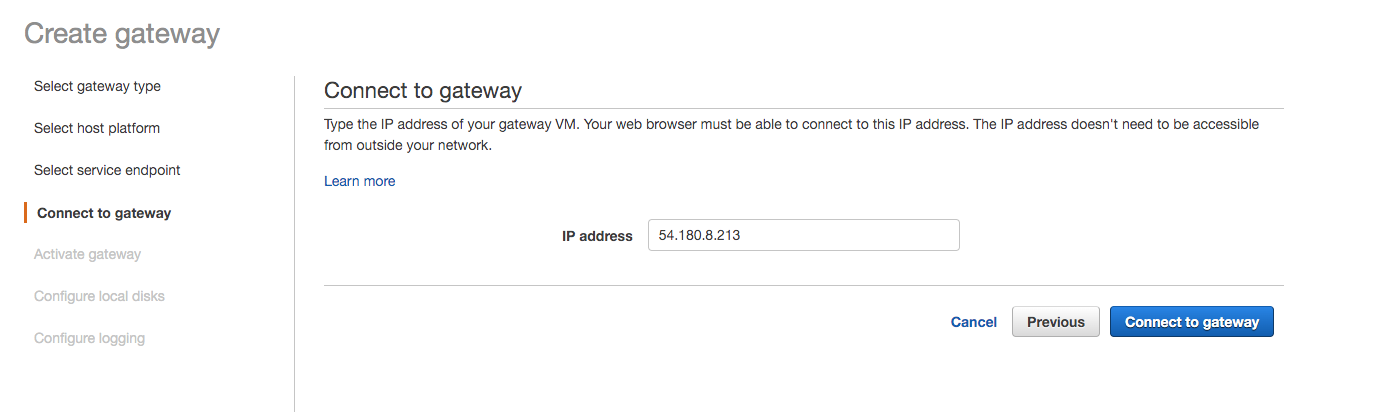 Create gateway
Select gateway type
Select host platform
Select service endpoint
Connect to gateway
Activate gateway
Configure local disks
Configure logging
Connect to gateway
Type the IP address of your gateway VM. Your web browser must be able to connect to this IP address. The IP address doesn't need to be accessible
from outside your network.
Learn more
IP address 54.180.8.213
Cancel Previous Connect to gateway